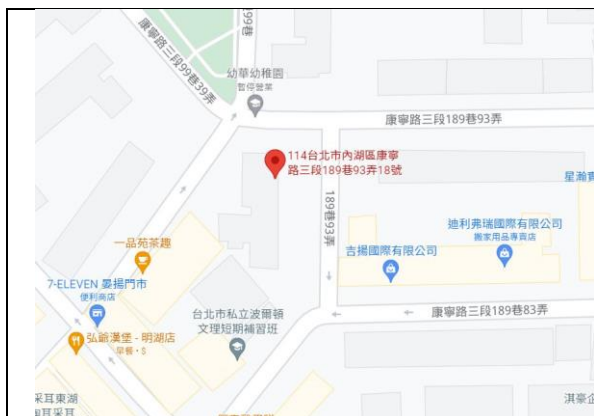 99巷
康寧路三段99巷39弄
幼華幼稚園
暫停營業
康寧路三段189巷93弄
114台北市內湖區康寧
路三段189巷93弄18號
星瀚
189巷93弄
迪利弗瑞國際有限公司
搬家用品專賣店
一品苑茶趣
吉揚國際有限公司
7-ELEVEN 晏揚門市
便利商店
康寧路三段189巷83弄
台北市私立波爾頓
文理短期補習班
弘爺漢堡 - 明湖店
早餐・$
采耳東湖
淇豪企